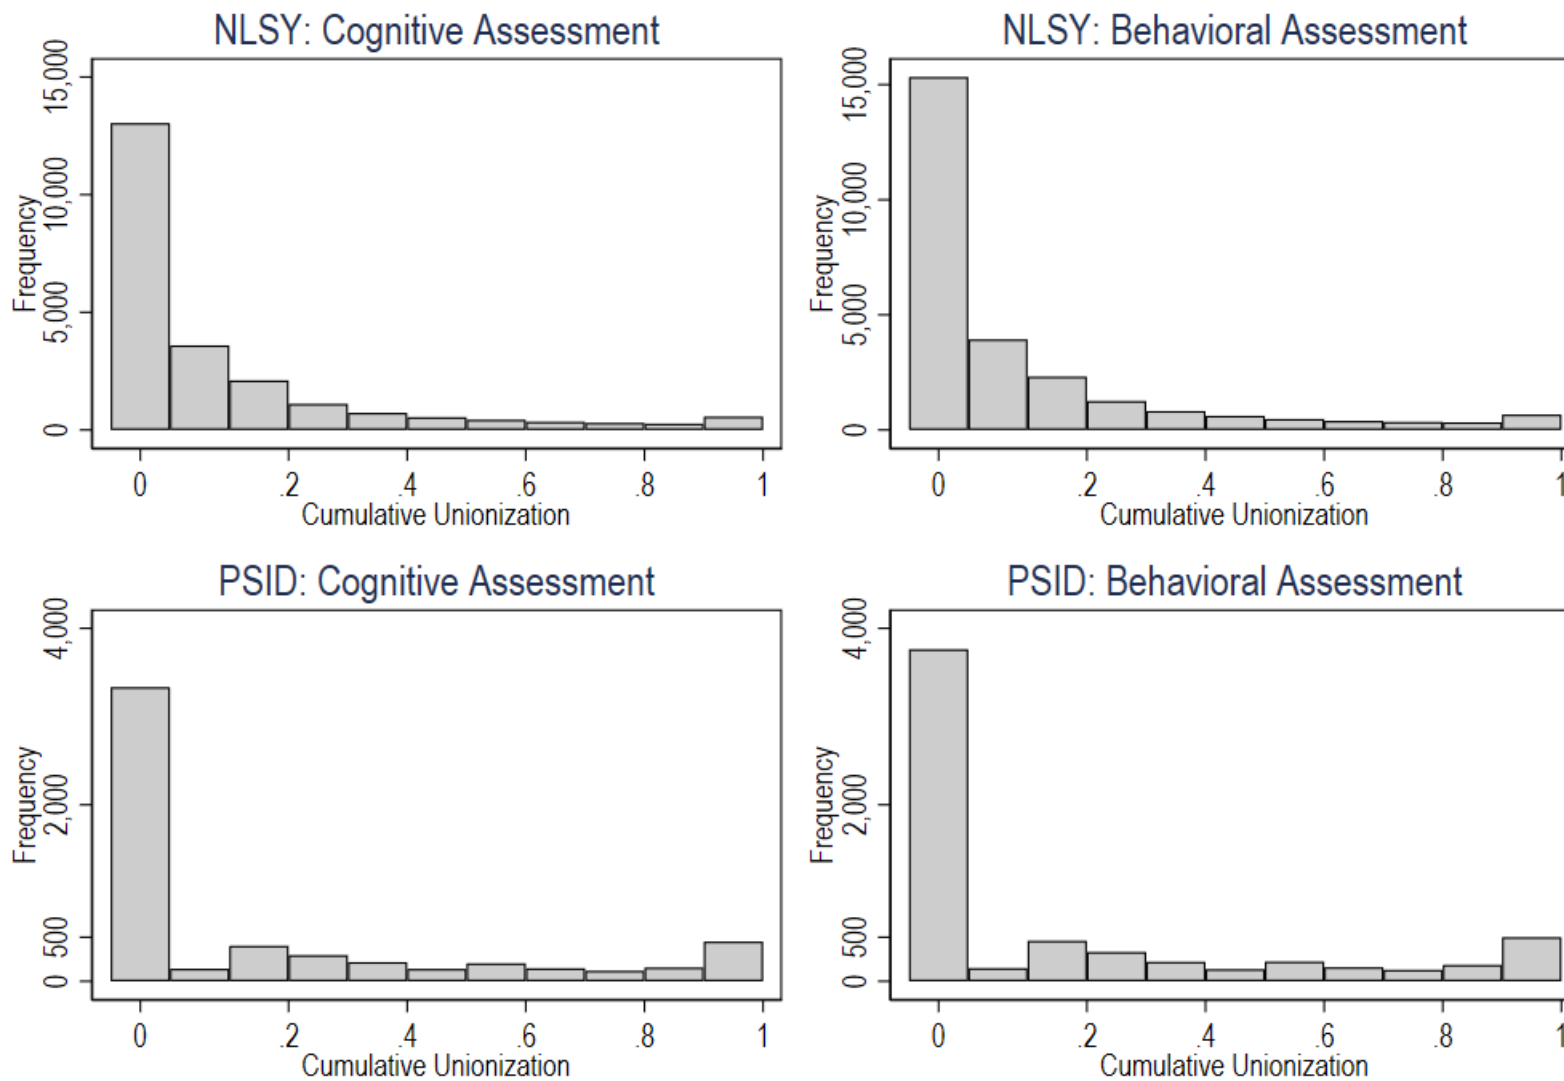 NLSY: Cognitive Assessment
Frequency
15,000
10,000
5,000
0
0 .2 .4 .6 .8 1
Cumulative Unionization
NLSY: Behavioral Assessment
Frequency
15,000
10,000
5,000
0
0 .2 .4 .6 .8 1
Cumulative Unionization
PSID: Cognitive Assessment
Frequency
4,000
2,000
500
0
0 .2 .4 .6 .8 1
Cumulative Unionization
PSID: Behavioral Assessment
Frequency
4,000
2,000
500
0
0 .2 .4 .6 .8 1
Cumulative Unionization